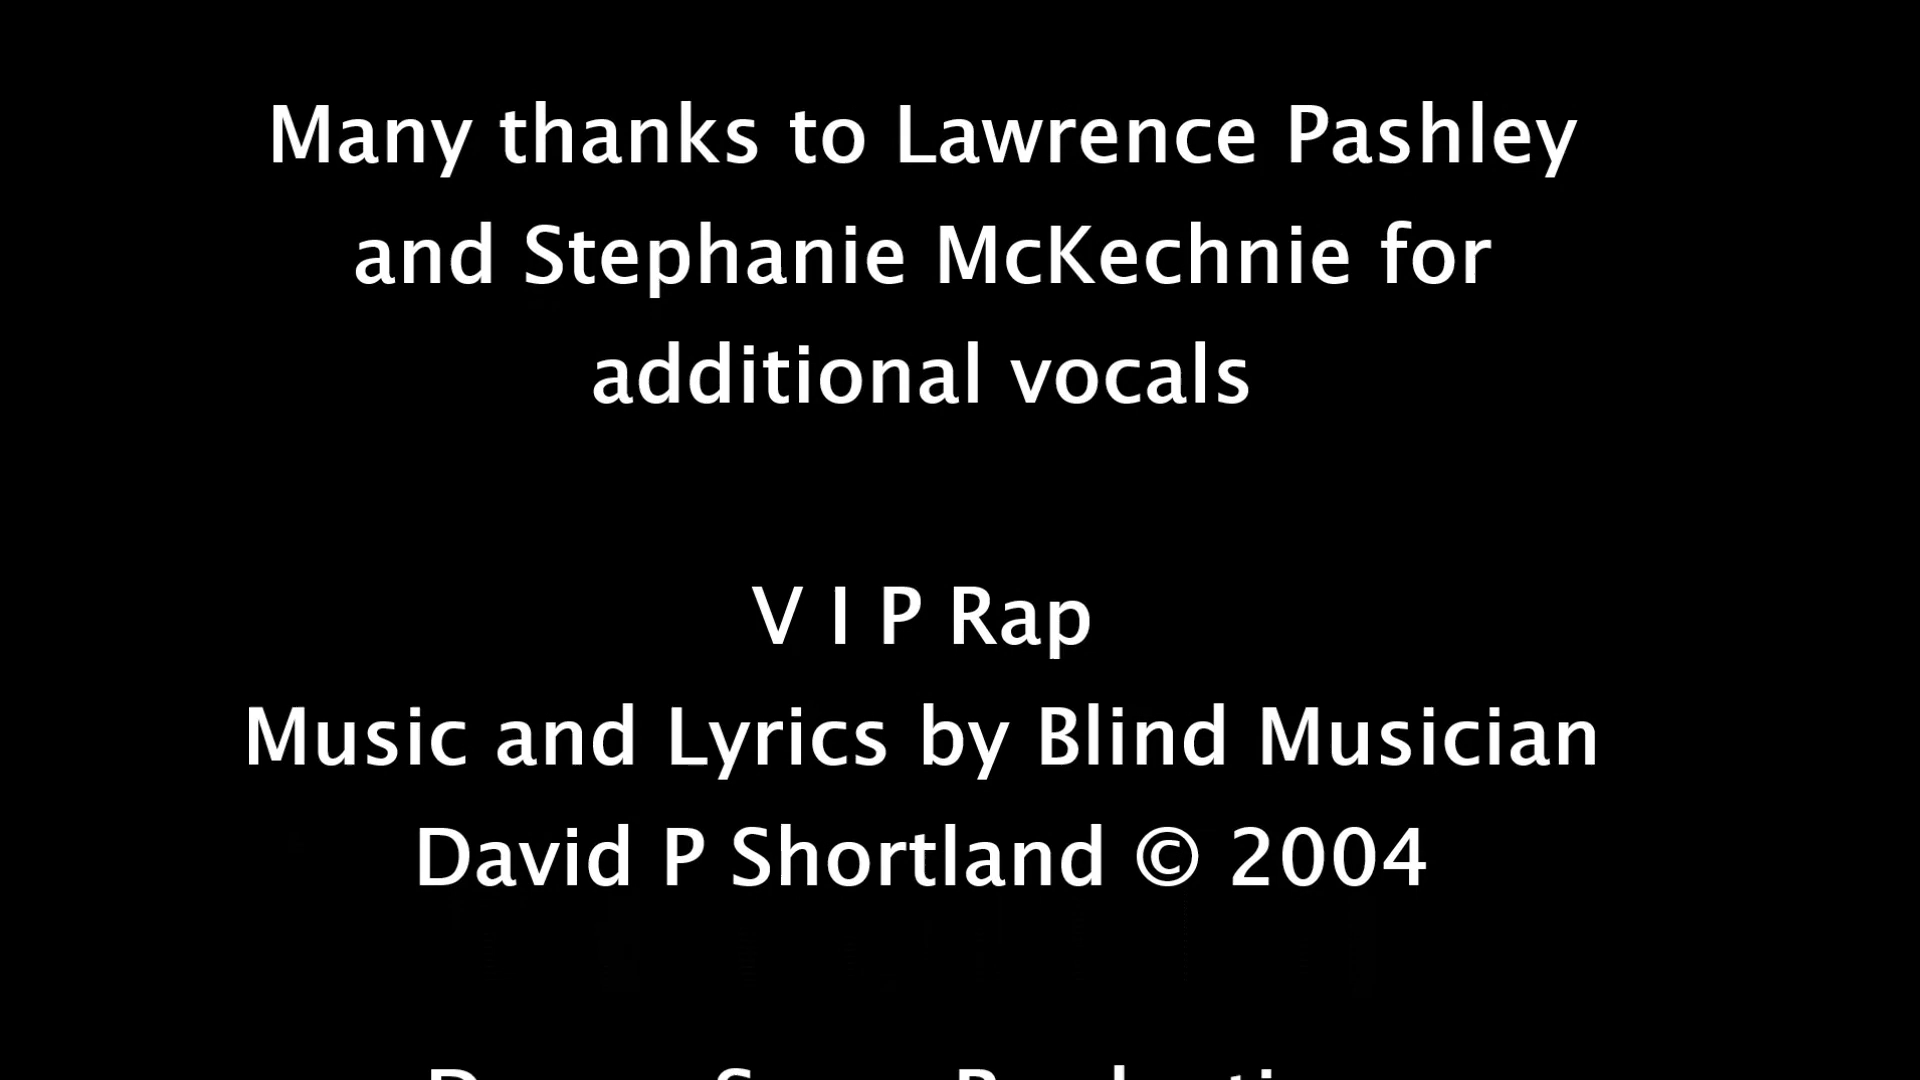 Many thanks to Lawrence Pashley
and Stephanie McKechnie for
additional vocals
V I P Rap
Music and Lyrics by Blind Musician
David P Shortland © 2004